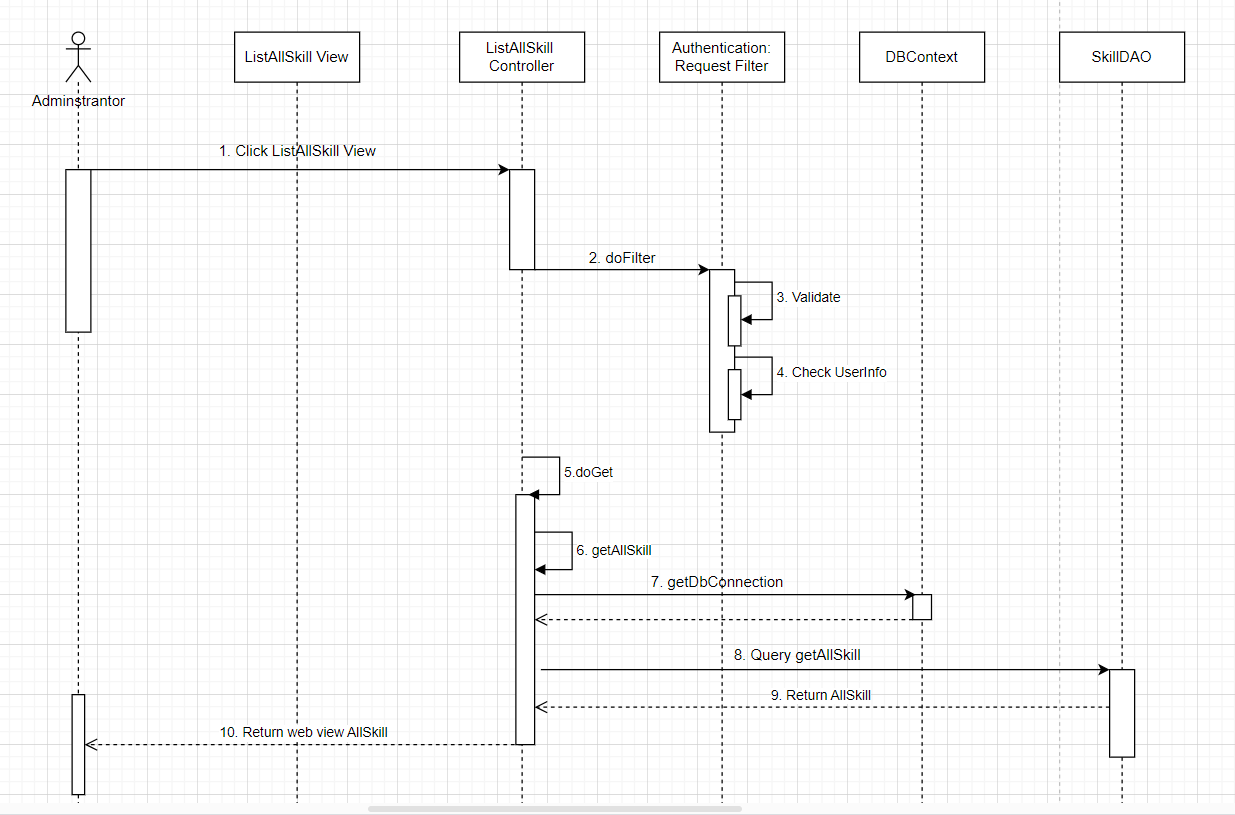 ListAllSkill View
ListAllSkill
Controller
Authentication:
Request Filter
DBContext
SkillDAO
Adminstrantor
1. Click ListAllSkill View
2. doFilter
3. Validate
4. Check UserInfo
5.doGet
6. getAllSkill
7. getDbConnection
8. Query getAllSkill
9. Return AllSkill
10. Return web view AllSkill